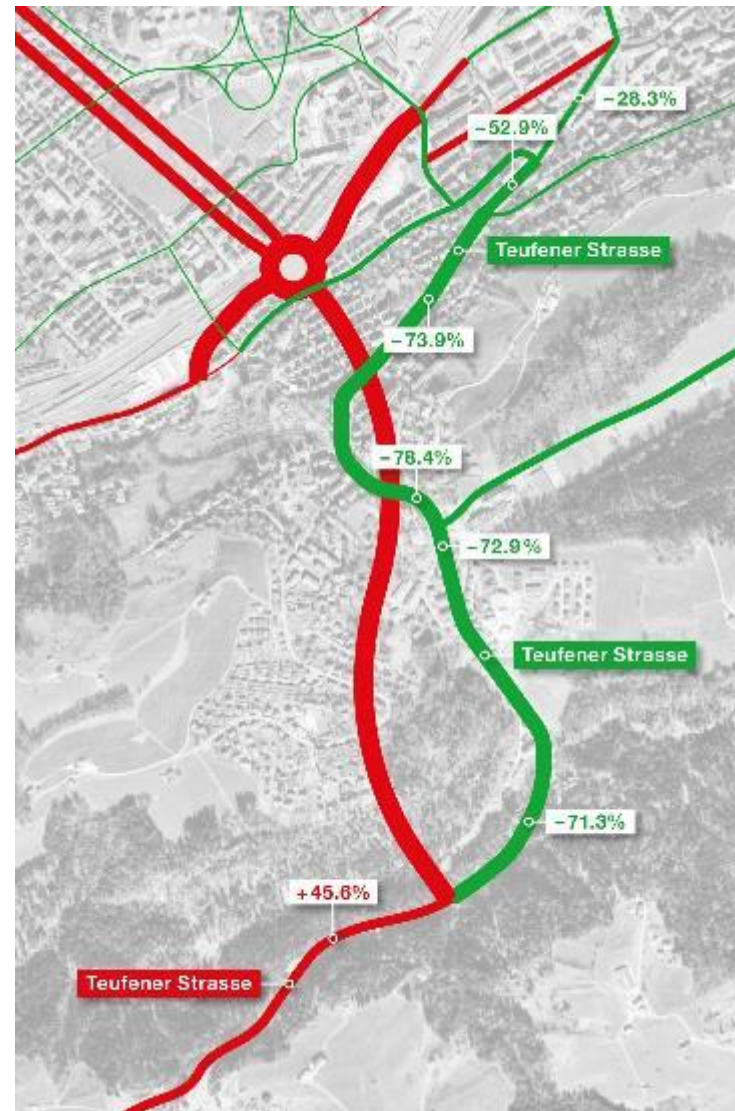 −28.3%
−52.9%
Teufener Strasse
−73.9%
−78.4%
−72.9%
Teufener Strasse
−71.3%
+45.6%
Teufener Strasse